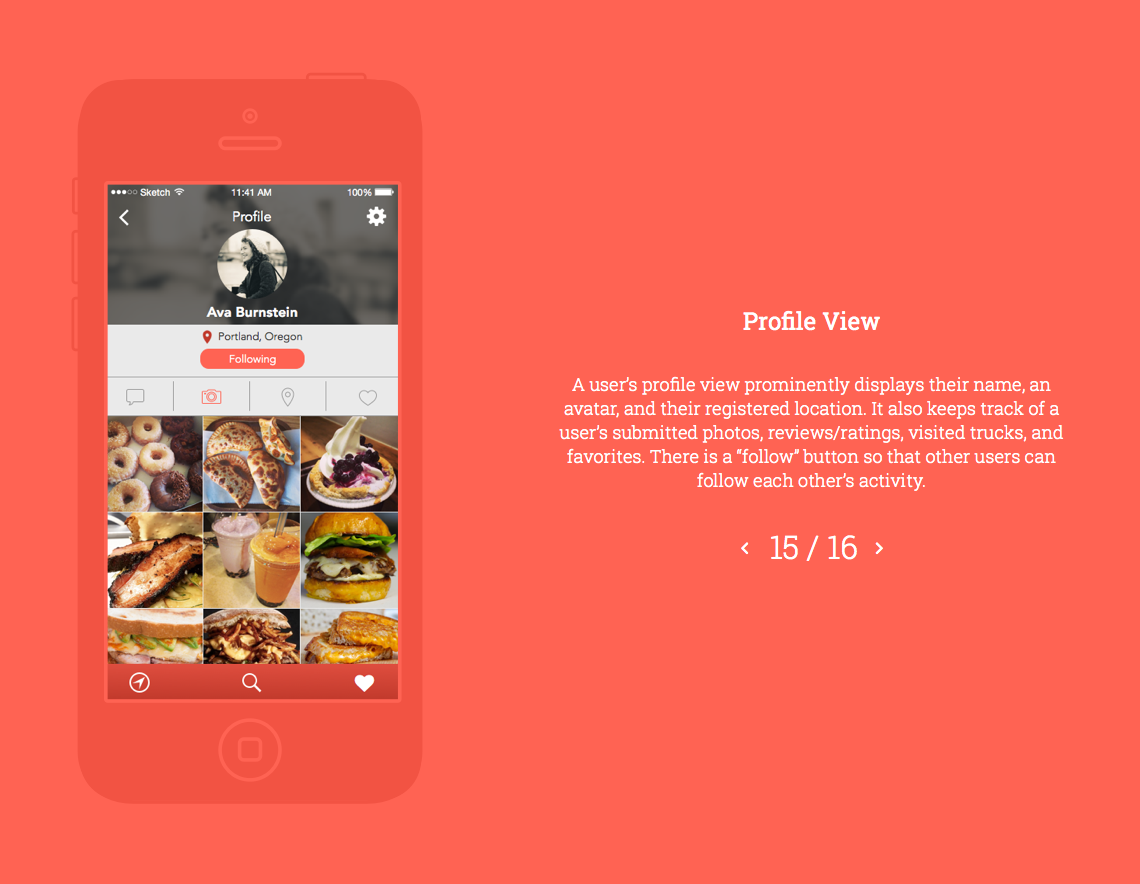 Sketch 11:41 AM 100%
Profile
Ava Burnstein
Portland, Oregon
Following
Profile View
A user’s profile view prominently displays their name, an
avatar, and their registered location. It also keeps track of a
user’s submitted photos, reviews/ratings, visited trucks, and
favorites. There is a “follow” button so that other users can
follow each other’s activity.
15 / 16